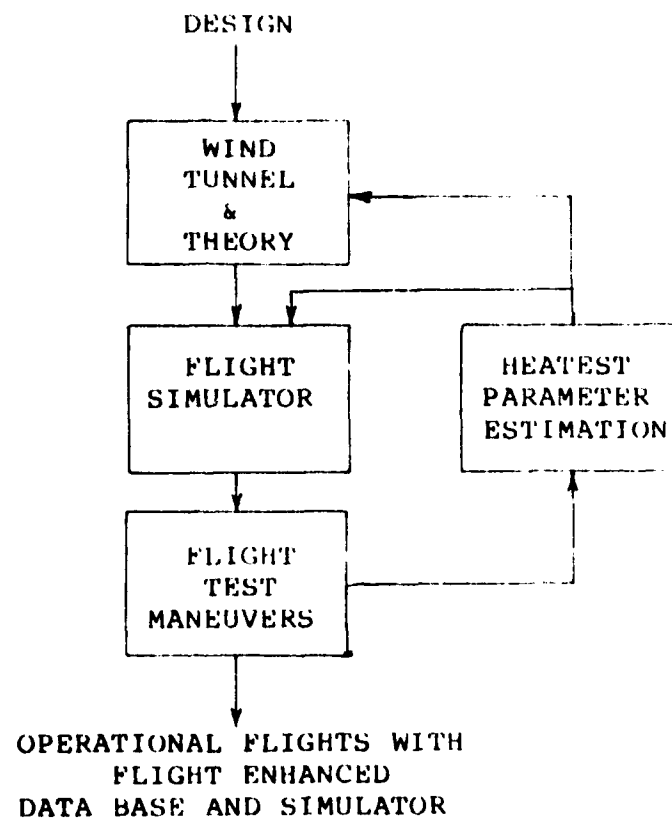 DESIGN
WIND
TUNNEL
&
THEORY
FLIGHT
SIMULATOR
HEATEST
PARAMETER
ESTIMATION
FLIGHT
TEST
MANEUVERS
OPERATIONAL FLIGHTS WITH
FLIGHT ENHANCED
DATA BASE AND SIMULATOR